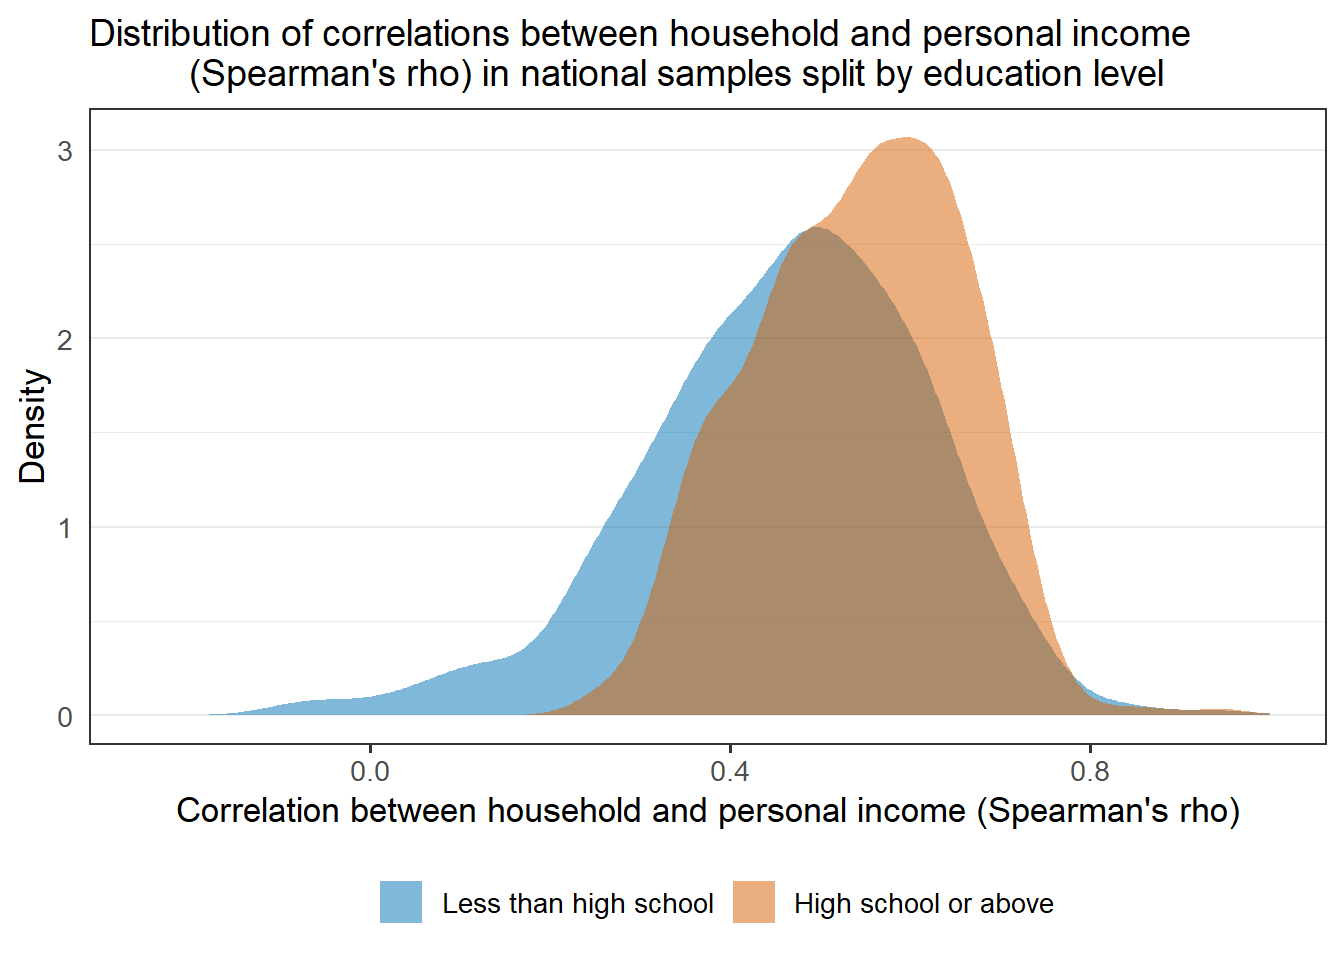 Distribution of correlations between household and personal income
(Spearman's rho) in national samples split by education level
3
2
1
0
Density
0.0 0.4 0.8
Correlation between household and personal income (Spearman's rho)
Less than high school High school or above